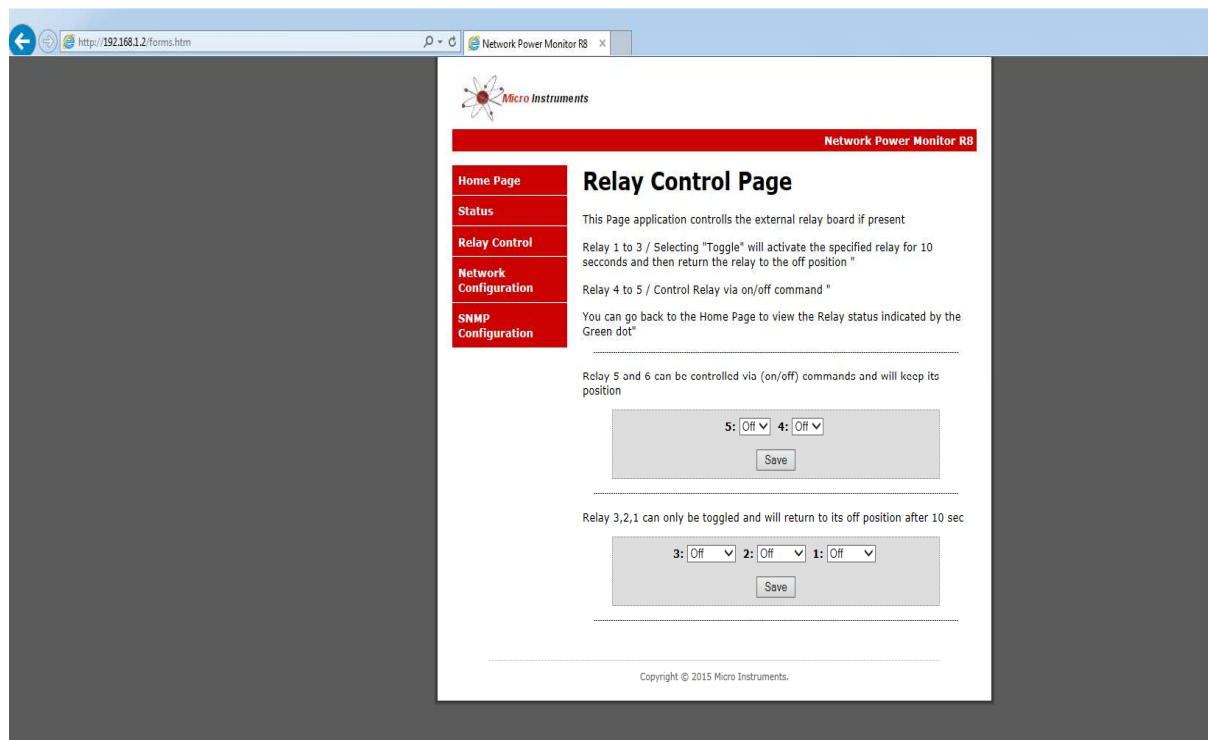 http://192.168.1.2/forms.htm
Network Power Monitor R8
Micro Instruments
Network Power Monitor R8
Home Page
Status
Relay Control
Network
Configuration
SNMP
Configuration
Relay Control Page
This Page application controlls the external relay board if present
Relay 1 to 3 / Selecting "Toggle" will activate the specified relay for 10
secconds and then return the relay to the off position "
Relay 4 to 5 / Control Relay via on/off command "
You can go back to the Home Page to view the Relay status indicated by the
Green dot"
Relay 5 and 6 can be controlled via (on/off) commands and will keep its
position
5: Off 4: Off
Save
Relay 3,2,1 can only be toggled and will return to its off position after 10 sec
3: Off 2: Off 1: Off
Save
Copyright © 2015 Micro Instruments.